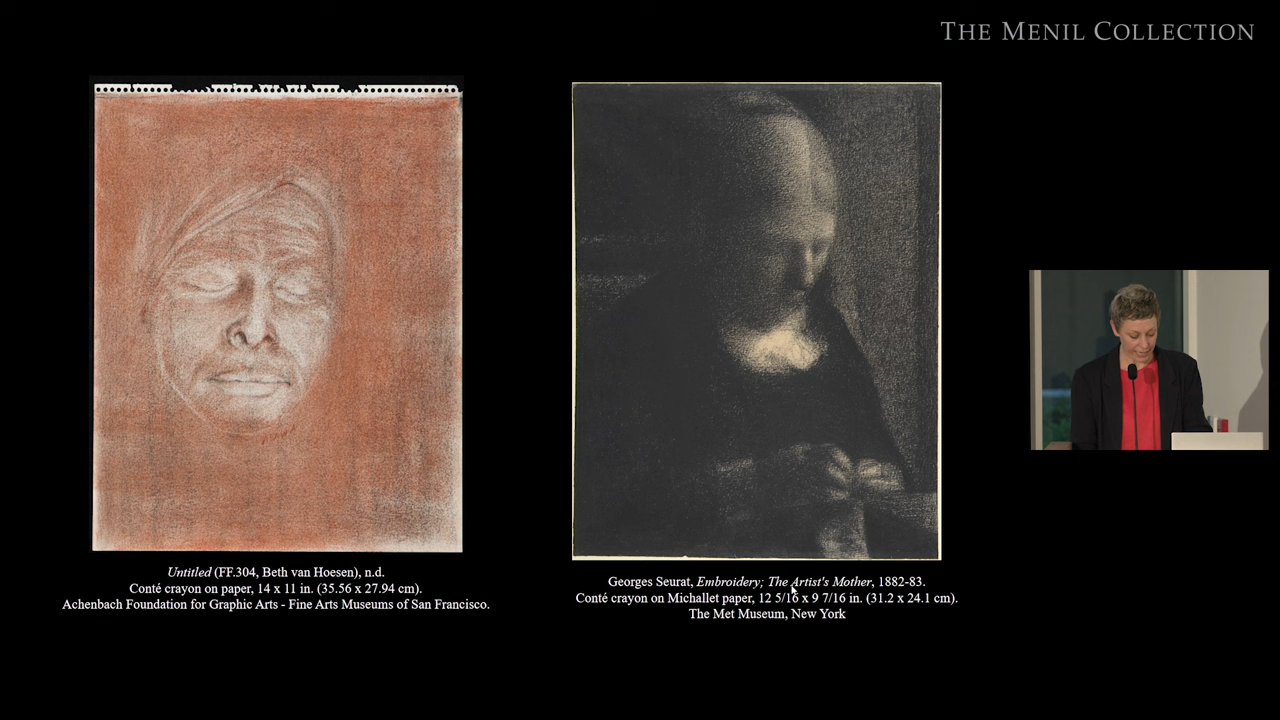 THE MENIL COLLECTION
Untitled (FF.304, Beth van Hoesen), n.d.
Conté crayon on paper, 14 x 11 in. (35.56 x 27.94 cm).
Achenbach Foundation for Graphic Arts - Fine Arts Museums of San Francisco.
Georges Seurat, Embroidery; The Artist's Mother, 1882-83.
Conté crayon on Michallet paper, 12 5/16 x 9 7/16 in. (31.2 x 24.1 cm).
The Met Museum, New York